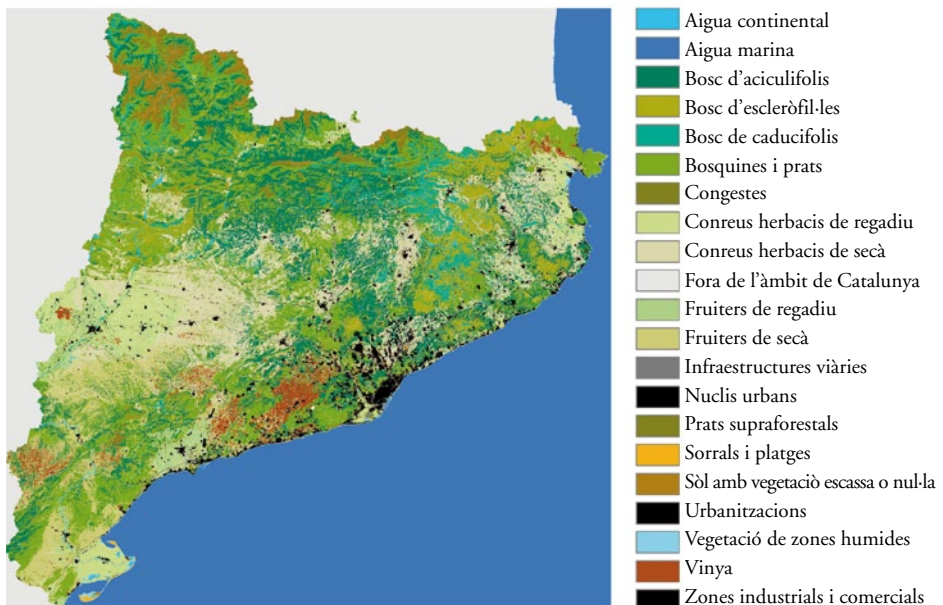 Aigua continental
Aigua marina
Bosc d'aciculifolis
Bosc d'escleròfil·les
Bosc de caducifolis
Bosquines i prats
Congestes
Conreus herbacis de regadiu
Conreus herbacis de secà
Fora de l'àmbit de Catalunya
Fruiters de regadiu
Fruiters de secà
Infraestructures viàries
Nuclis urbans
Prats supraforestals
Sorrals i platges
Sòl amb vegetaciò escassa o nul·la
Urbanitzacions
Vegetació de zones humides
Vinya
Zones industrials i comercials